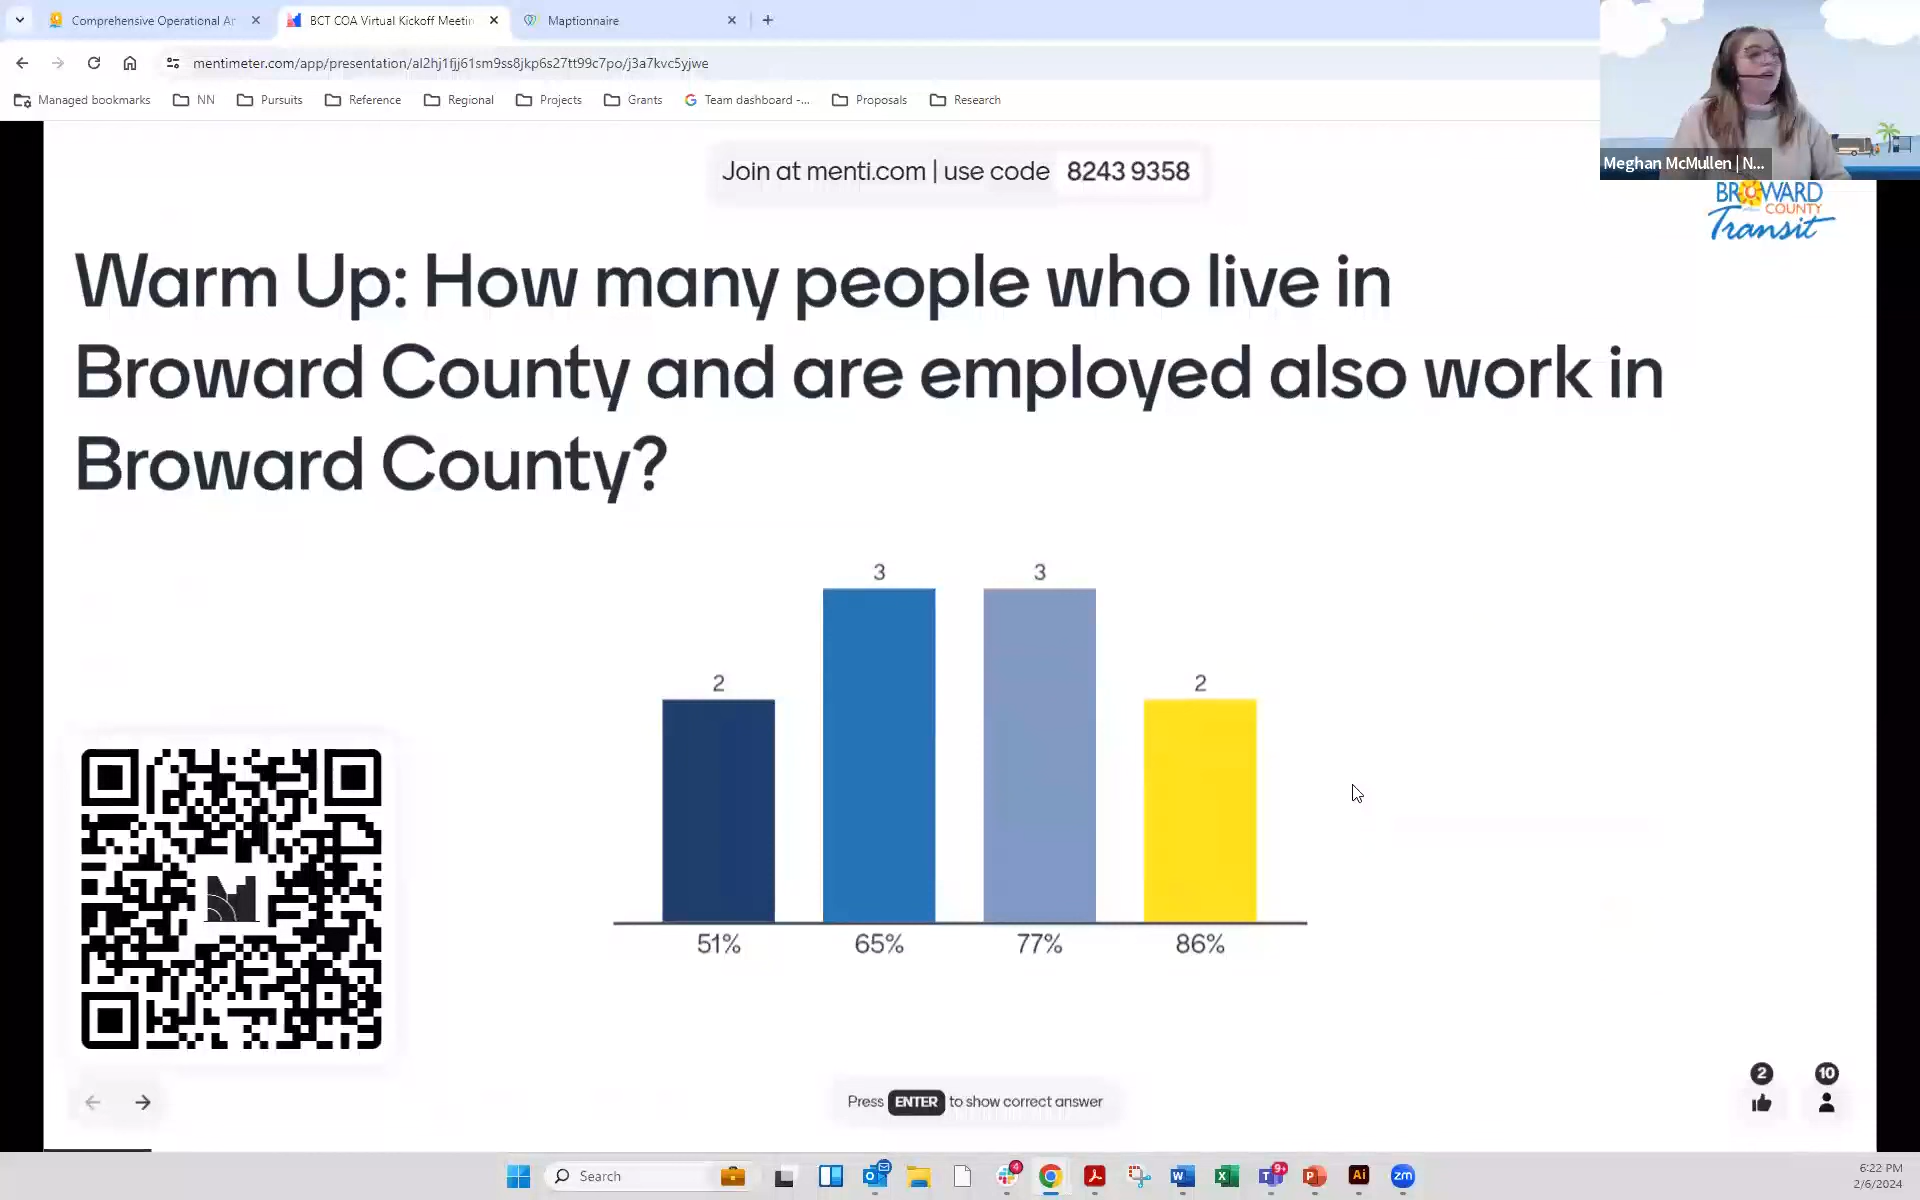 Comprehensive Operational Ar
BCT COA Virtual Kickoff Meetin
Maptionnaire
mentimeter.com/app/presentation/al2hj1fjj61sm9ss8jkp6s27tt99c7po/j3a7kvc5yjwe
Managed bookmarks
NN
Pursuits
Reference
Regional
Projects
Grants
Team dashboard -...
Proposals
Research
Meghan McMullen | N...
Join at menti.com | use code 8243 9358
BROWARD
COUNTY
Transit
Warm Up: How many people who live in
Broward County and are employed also work in
Broward County?
2
3
3
2
51%
65%
77%
86%
Press ENTER to show correct answer
2
10
Search
4
9+
zm
6:22 PM
2/6/2024